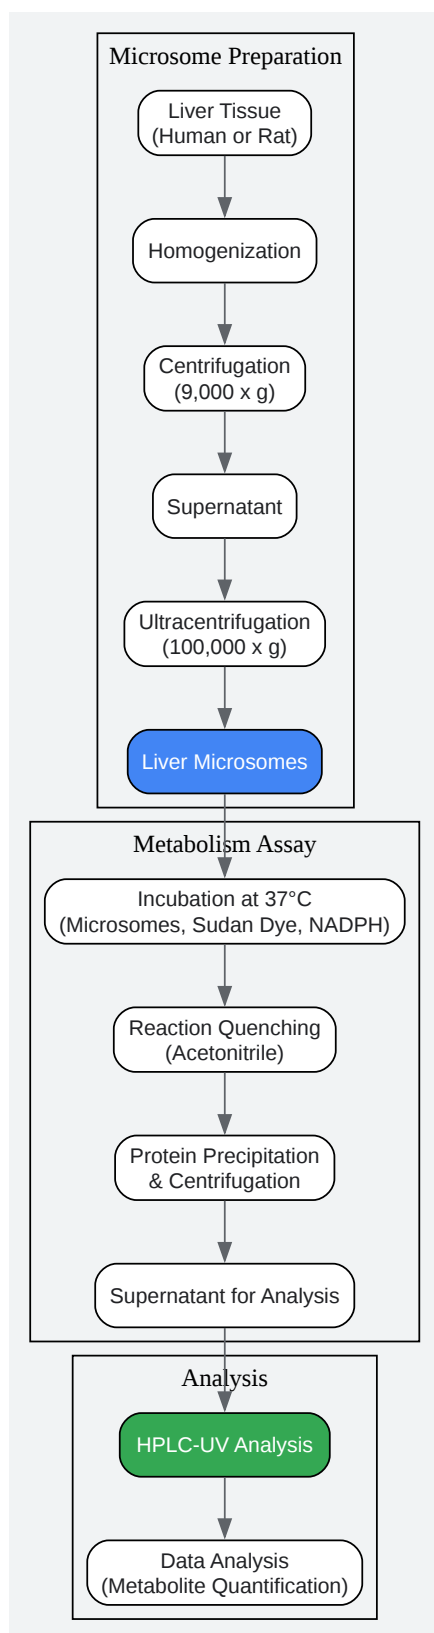 Microsome Preparation
Liver Tissue
(Human or Rat)
Homogenization
Centrifugation
(9,000 x g)
Supernatant
Ultracentrifugation
(100,000 x g)
Liver Microsomes
Metabolism Assay
Incubation at 37°C
(Microsomes, Sudan Dye, NADPH)
Reaction Quenching
(Acetonitrile)
Protein Precipitation
& Centrifugation
Supernatant for Analysis
Analysis
HPLC-UV Analysis
Data Analysis
(Metabolite Quantification)